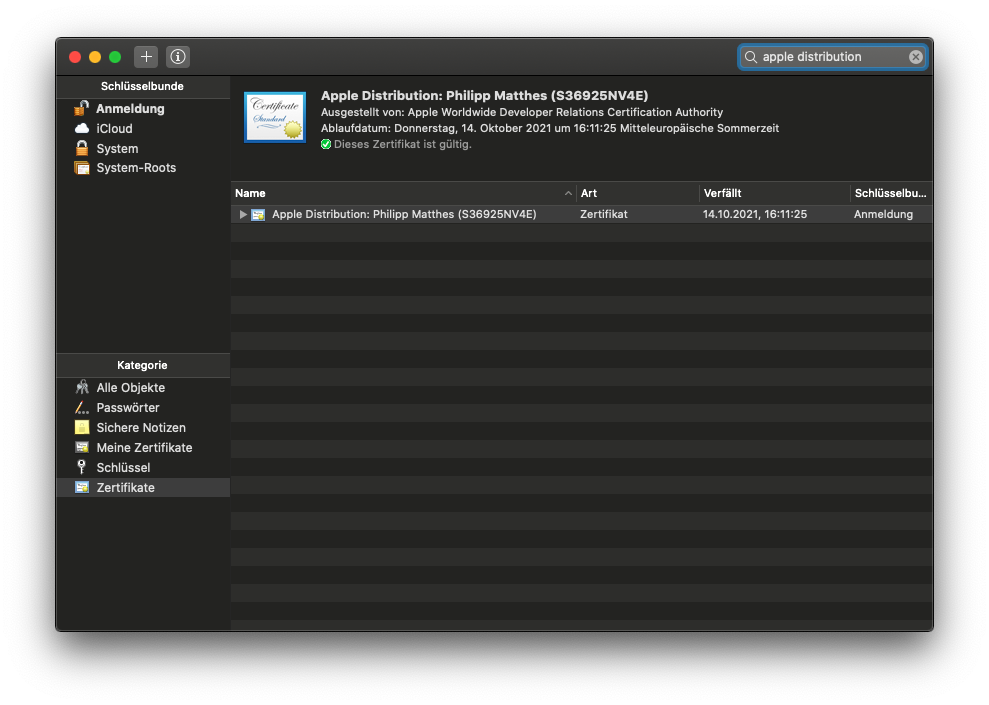 apple distribution
Schlüsselbunde
Anmeldung
iCloud
System
System-Roots
Certificate
Standard
Apple Distribution: Philipp Matthes (S36925NV4E)
Ausgestellt von: Apple Worldwide Developer Relations Certification Authority
Ablaufdatum: Donnerstag, 14. Oktober 2021 um 16:11:25 Mitteleuropäische Sommerzeit
Dieses Zertifikat ist gültig.
Name Art Verfällt Schlüsselbu...
Apple Distribution: Philipp Matthes (S36925NV4E) Zertifikat 14.10.2021, 16:11:25 Anmeldung
Kategorie
Alle Objekte
Passwörter
Sichere Notizen
Meine Zertifikate
Schlüssel
Zertifikate